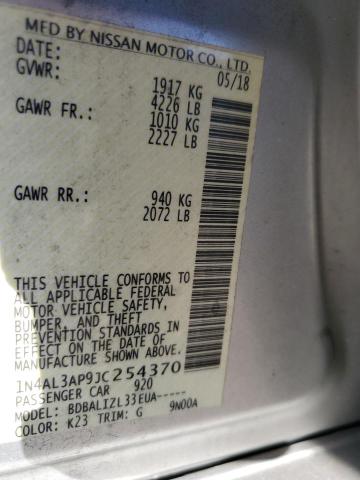 MFD BY NISSAN MOTOR CO., LTD.
DATE: 05/18
GVWR: 1917 KG
4226 LB
GAWR FR.: 1010 KG
2227 LB
GAWR RR.: 940 KG
2072 LB
THIS VEHICLE CONFORMS TO
ALL APPLICABLE FEDERAL
MOTOR VEHICLE SAFETY,
BUMPER, AND THEFT
PREVENTION STANDARDS IN
EFFECT ON THE DATE OF
MANUFACTURE SHOWN ABOVE.
1N4AL3AP9JC254370
PASSENGER CAR 920
MODEL: BDBALIZL33EUA-----
COLOR: K23 TRIM: G 9N00A